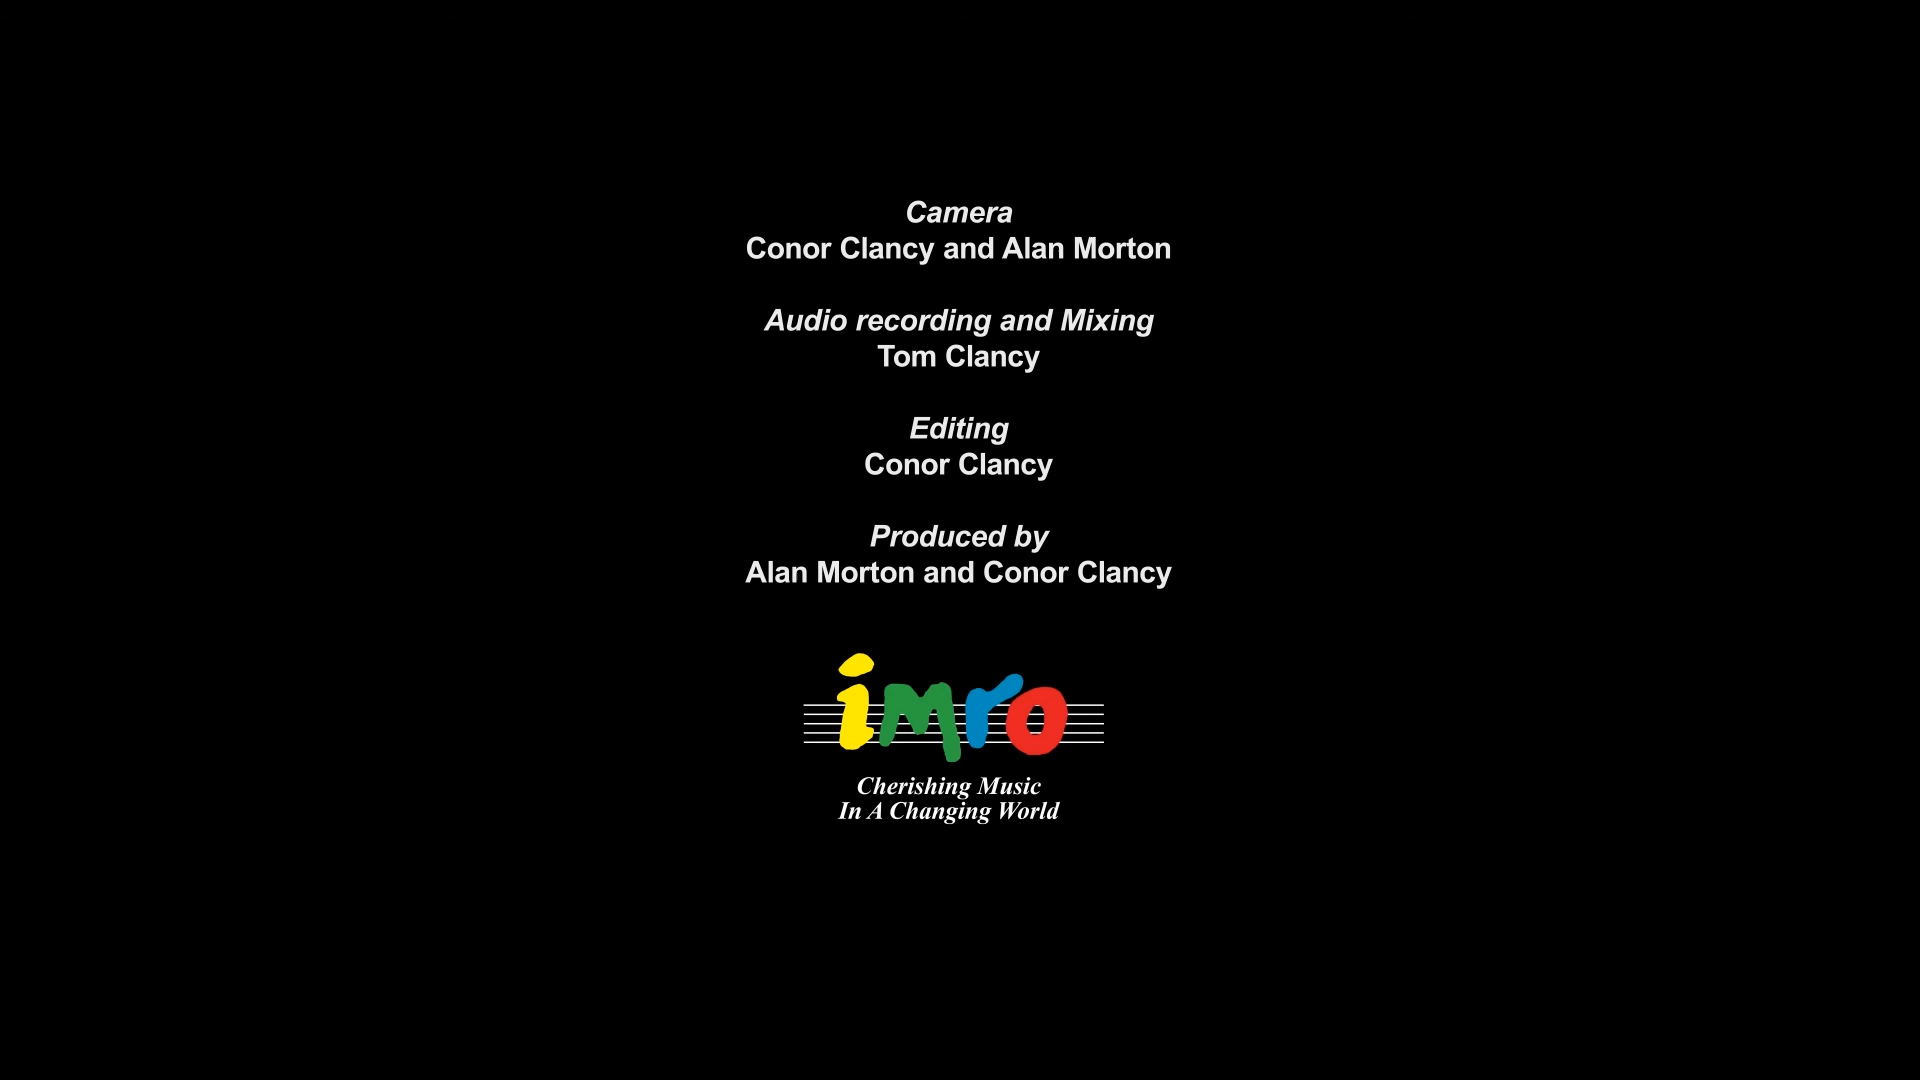 Camera
Conor Clancy and Alan Morton
Audio recording and Mixing
Tom Clancy
Editing
Conor Clancy
Produced by
Alan Morton and Conor Clancy
imro
Cherishing Music
In A Changing World